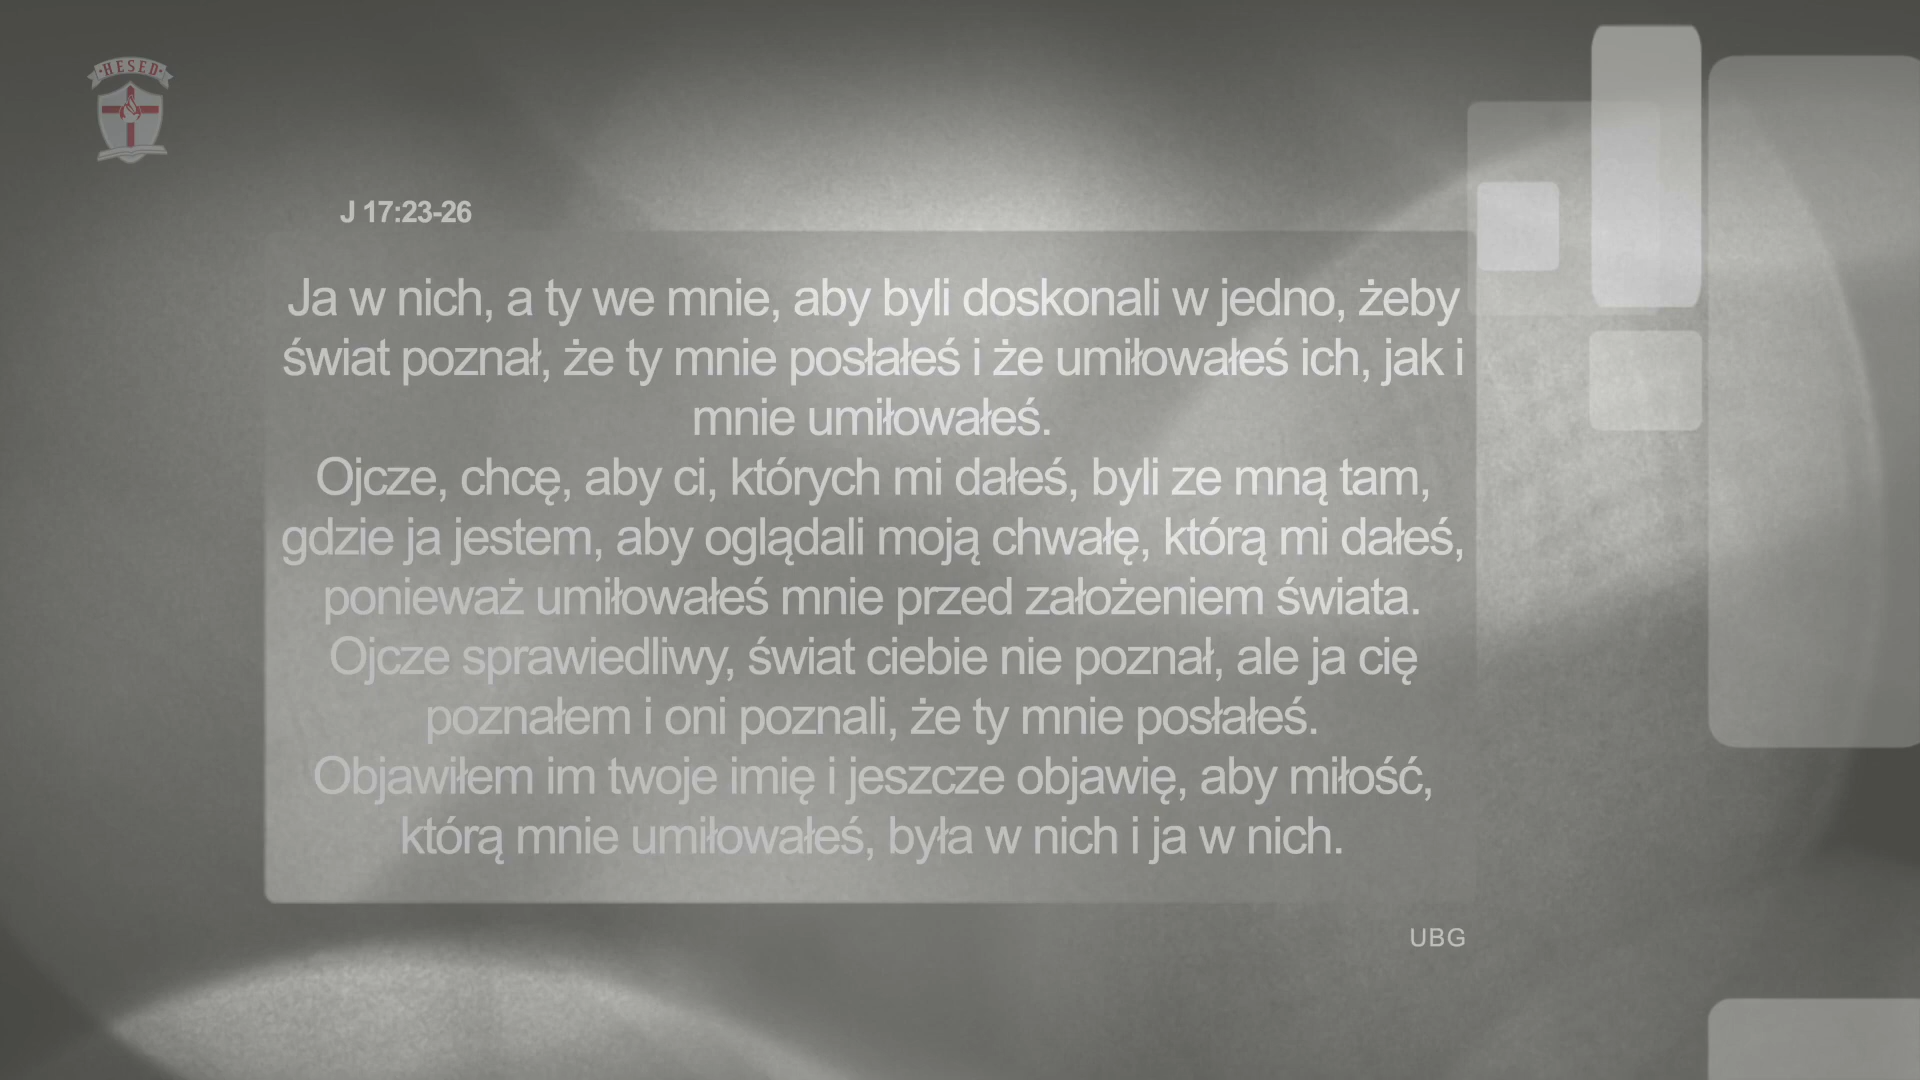 HESED
J 17:23-26
Ja w nich, a ty we mnie, aby byli doskonali w jedno, żeby
świat poznał, że ty mnie posłałeś i że umiłowałeś ich, jak i
mnie umiłowałeś.
Ojcze, chcę, aby ci, których mi dałeś, byli ze mną tam,
gdzie ja jestem, aby oglądali moją chwałę, którą mi dałeś,
ponieważ umiłowałeś mnie przed założeniem świata.
Ojcze sprawiedliwy, świat ciebie nie poznał, ale ja cię
poznałem i oni poznali, że ty mnie posłałeś.
Objawiłem im twoje imię i jeszcze objawię, aby miłość,
którą mnie umiłowałeś, była w nich i ja w nich.
UBG